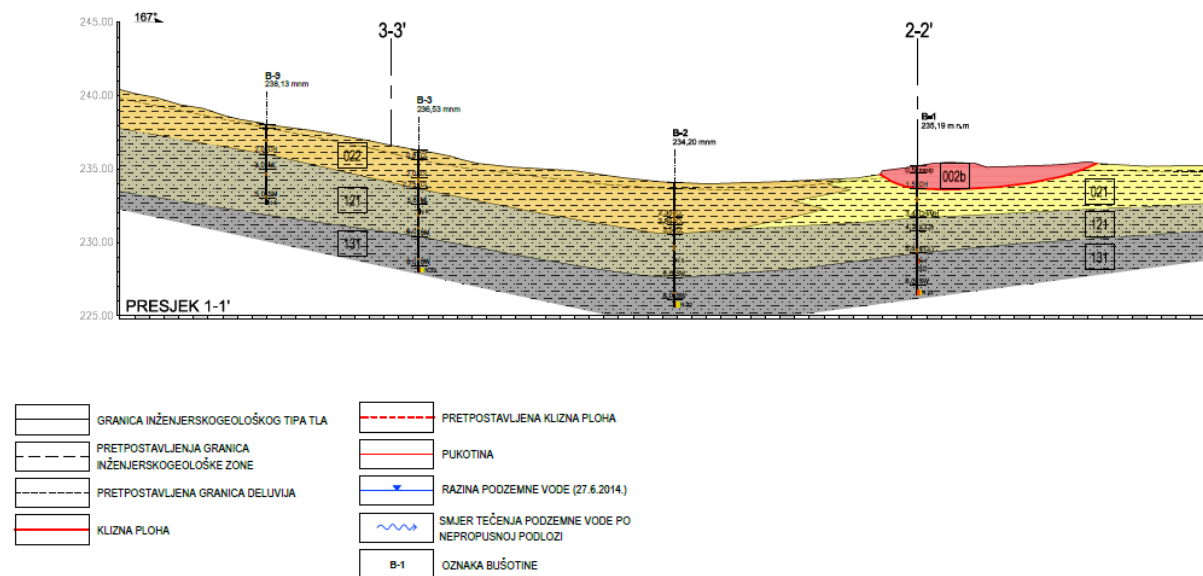 245.00
167°
3-3'
2-2'
B-9
238,13 mnm
240.00
B-3
236,53 mnm
B-1
235,19 m n.m
B-2
234,20 mnm
235.00
022
002b
021
121
121
230.00
131
131
PRESJEK 1-1'
225.00
GRANICA INŽENJERSKOGEOLOŠKOG TIPA TLA
PRETPOSTAVLJENA GRANICA
INŽENJERSKOGEOLOŠKE ZONE
PRETPOSTAVLJENA GRANICA DELUVIJA
KLIZNA PLOHA
PRETPOSTAVLJENA KLIZNA PLOHA
PUKOTINA
RAZINA PODZEMNE VODE (27.6.2014.)
SMJER TEČENJA PODZEMNE VODE PO
NEPROPUSNOJ PODLOZI
B-1
OZNAKA BUŠOTINE